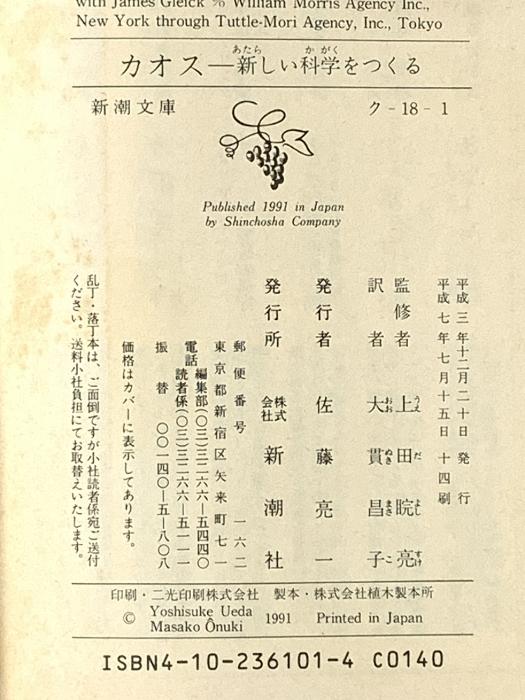 with James Gleick % William Morris Agency Inc.,
New York through Tuttle-Mori Agency, Inc., Tokyo
カオス—新しい科学をつくる
新潮文庫 ク-18-1
Published 1991 in Japan
by Shinchosha Company
平成三年十二月二十日 発行
平成七年七月十五日 十四刷
監修者 上田睆亮
訳者 大貫昌子
発行者 佐藤亮一
発行所 株式会社 新潮社
郵便番号 一六二
東京都新宿区矢来町七一
電話 編集部(〇三)三二六六—五四四〇
読者係(〇三)三二六六—五一一一
振替 〇〇一四〇—五—八〇八
価格はカバーに表示してあります。
乱丁・落丁本は、ご面倒ですが小社読者係宛ご送付
ください。送料小社負担にてお取替えいたします。
印刷・二光印刷株式会社 製本・株式会社植木製本所
© Yoshisuke Ueda 1991 Printed in Japan
Masako Ônuki
ISBN4-10-236101-4 C0140